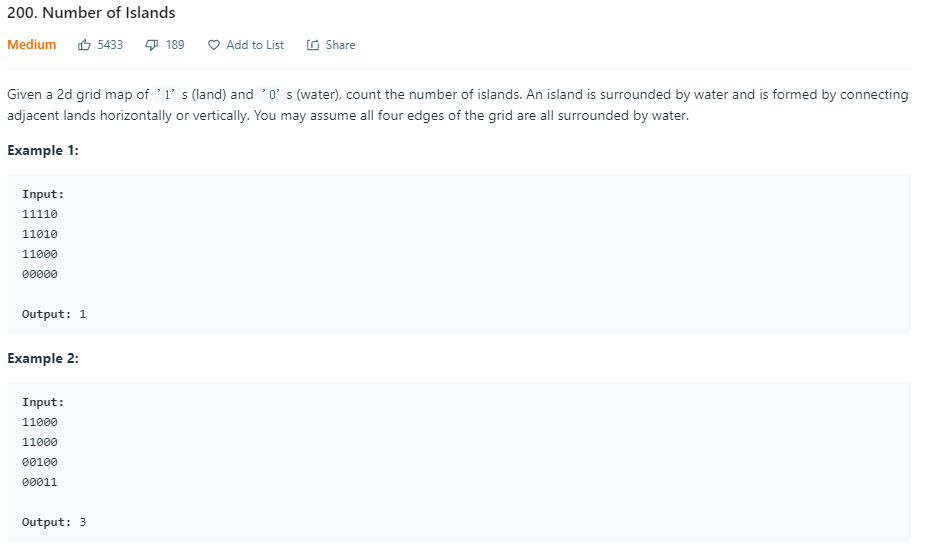 200. Number of Islands
Medium 5433 189 Add to List Share
Given a 2d grid map of '1' s (land) and '0' s (water), count the number of islands. An island is surrounded by water and is formed by connecting
adjacent lands horizontally or vertically. You may assume all four edges of the grid are all surrounded by water.
Example 1:
Input:
11110
11010
11000
00000
Output: 1
Example 2:
Input:
11000
11000
00100
00011
Output: 3